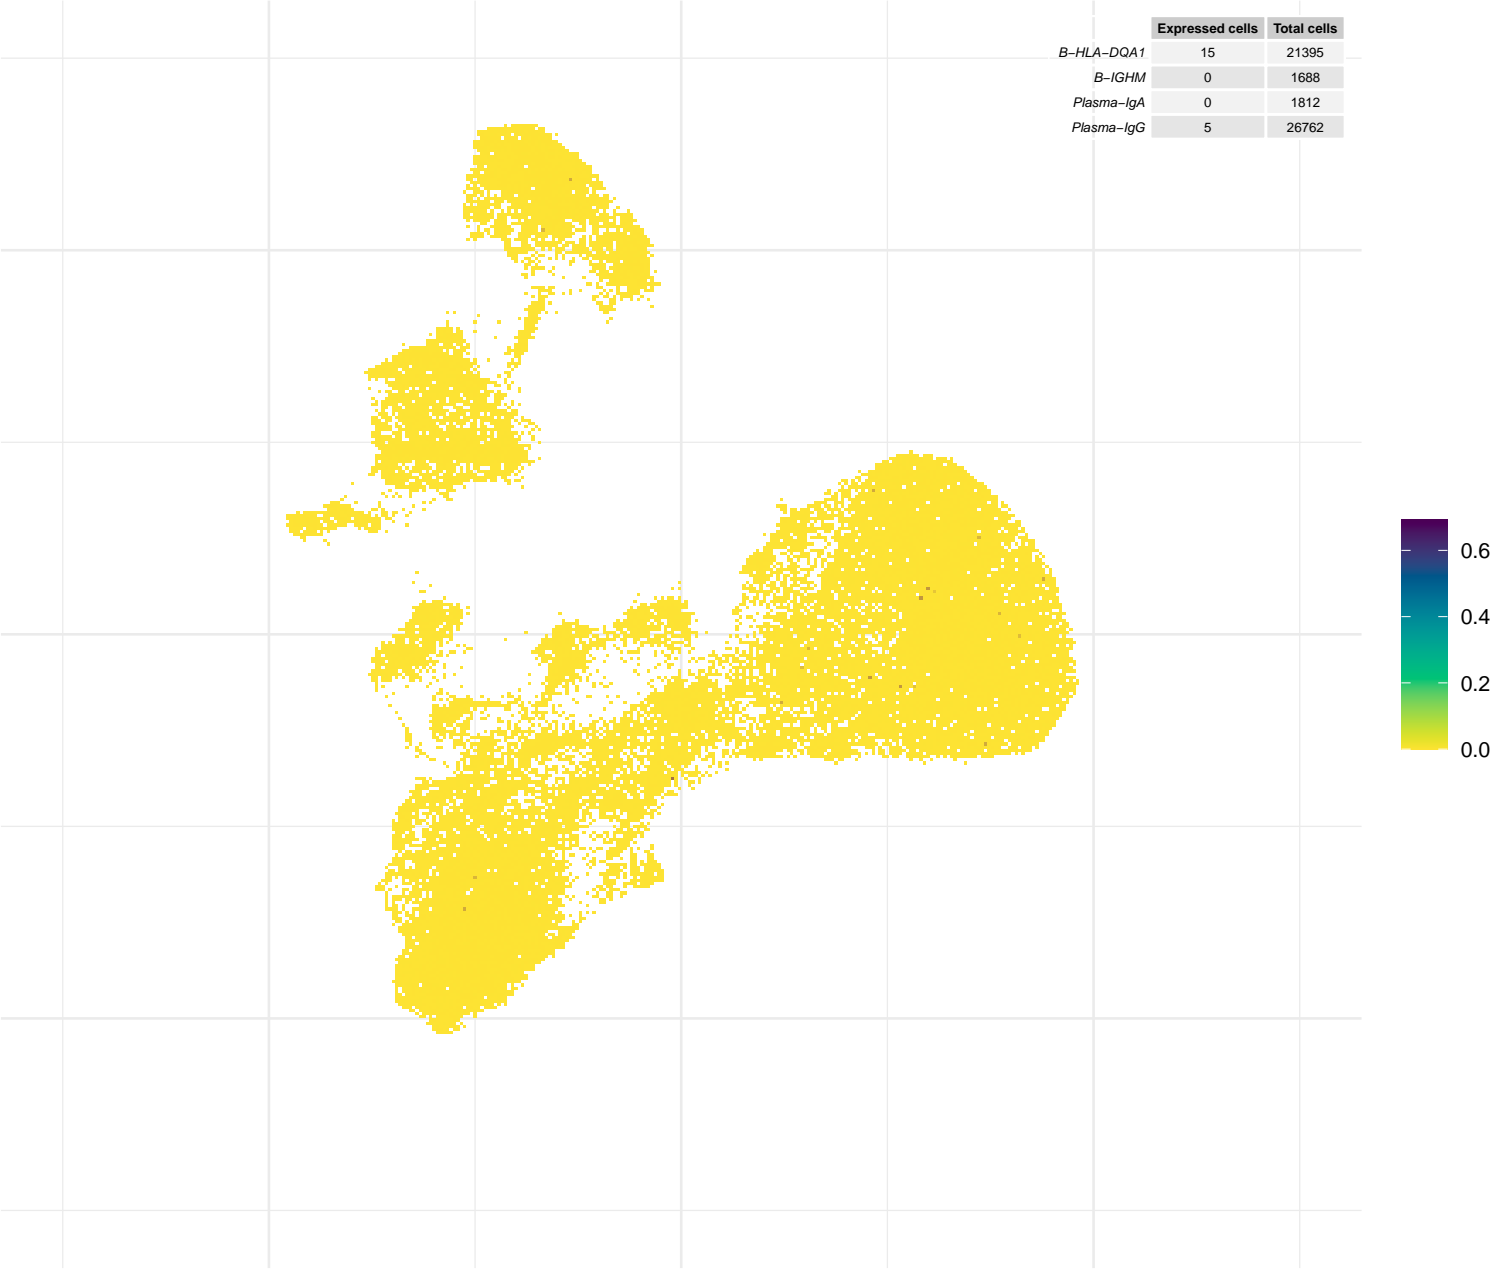 Expressed cells Total cells
B−HLA−DQA1 15 21395
B−IGHM 0 1688
Plasma−IgA 0 1812
Plasma−IgG 5 26762
0.6
0.4
0.2
0.0